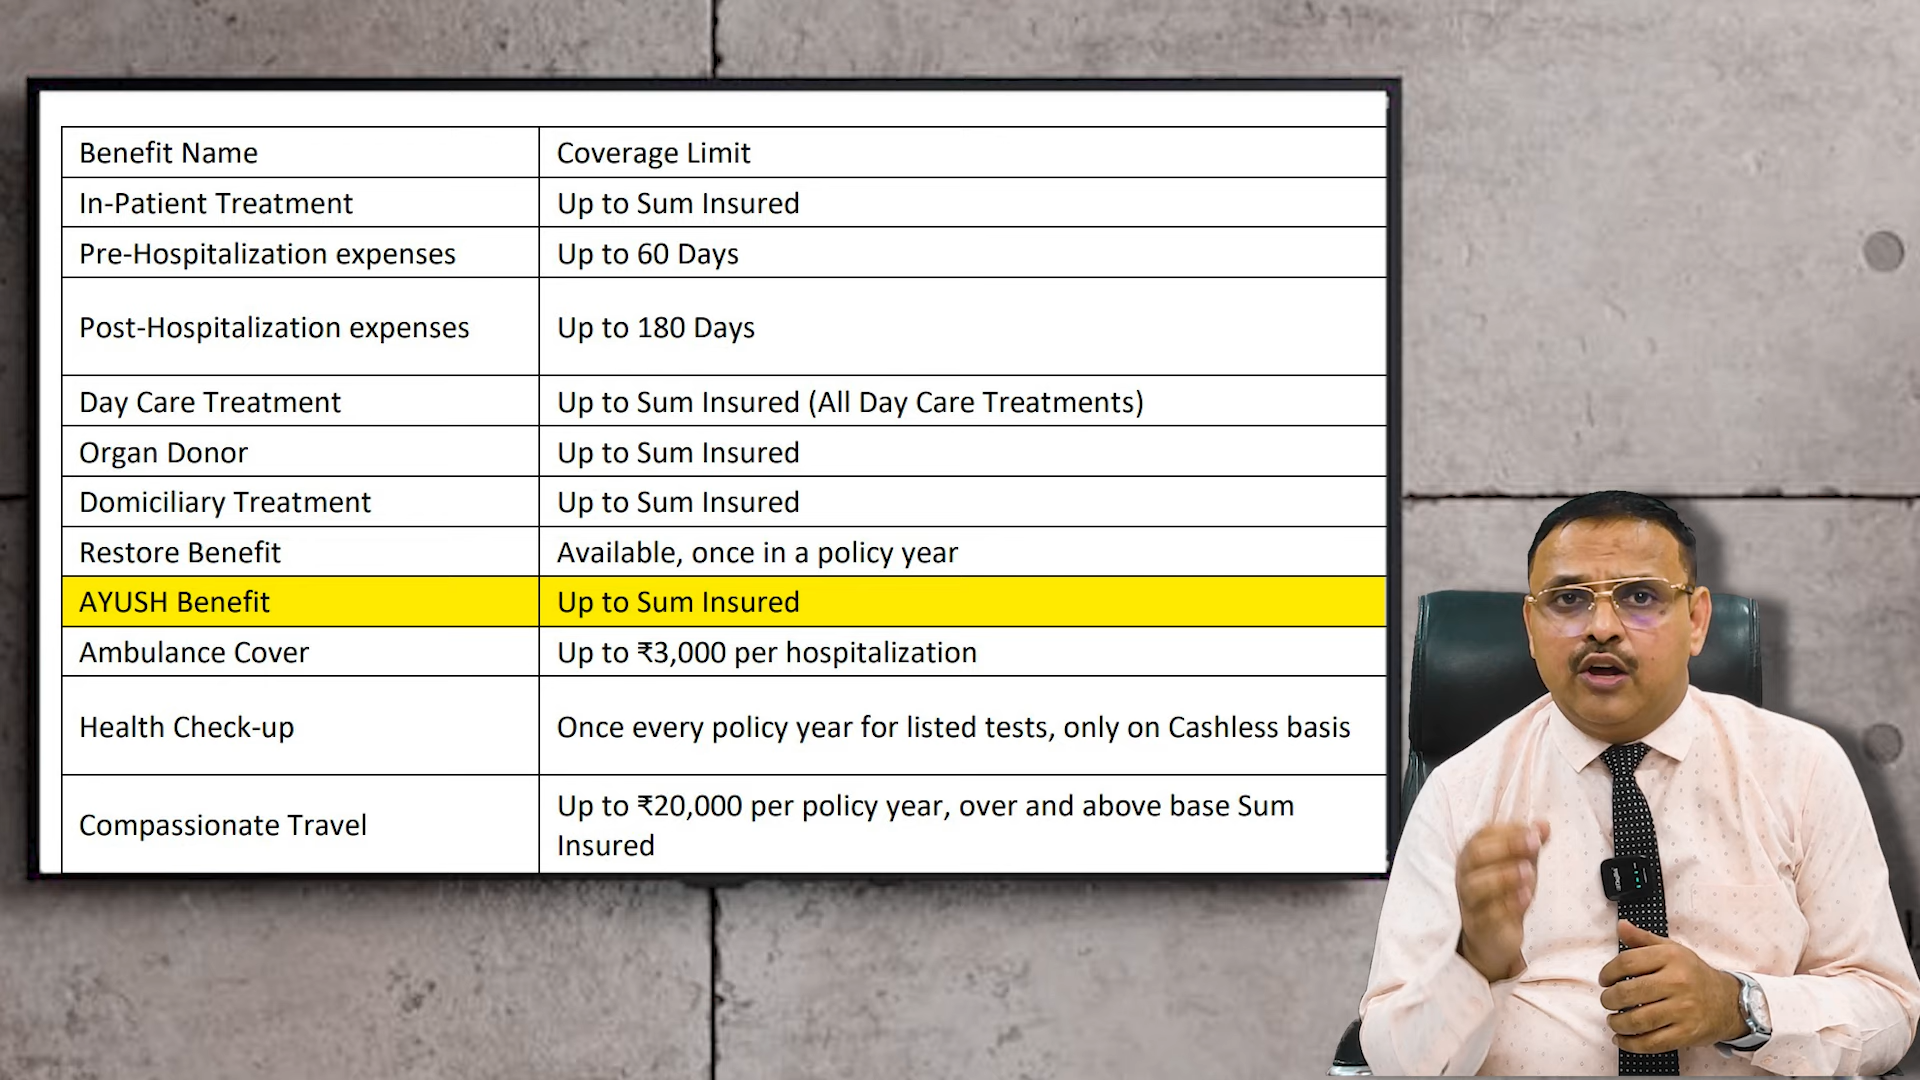 Benefit Name
Coverage Limit
In-Patient Treatment
Up to Sum Insured
Pre-Hospitalization expenses
Up to 60 Days
Post-Hospitalization expenses
Up to 180 Days
Day Care Treatment
Up to Sum Insured (All Day Care Treatments)
Organ Donor
Up to Sum Insured
Domiciliary Treatment
Up to Sum Insured
Restore Benefit
Available, once in a policy year
AYUSH Benefit
Up to Sum Insured
Ambulance Cover
Up to ₹3,000 per hospitalization
Health Check-up
Once every policy year for listed tests, only on Cashless basis
Compassionate Travel
Up to ₹20,000 per policy year, over and above base Sum
Insured